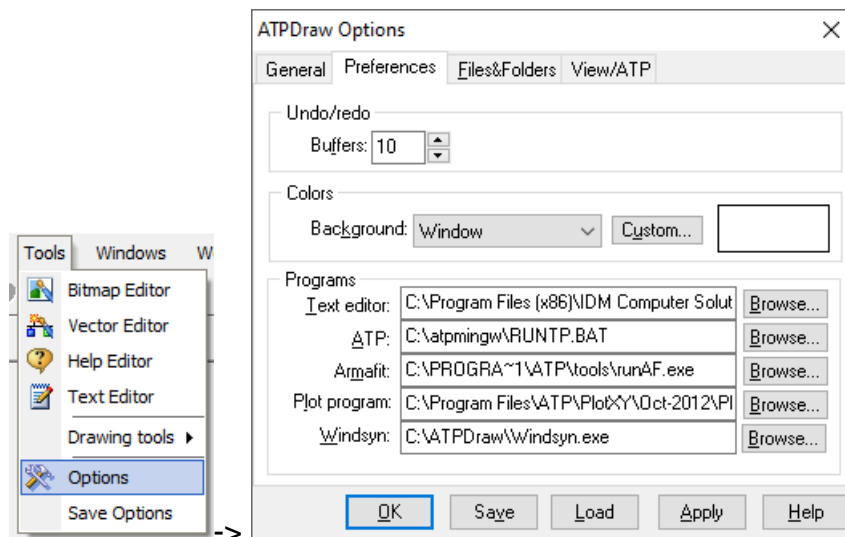 Tools Windows W
Bitmap Editor
Vector Editor
Help Editor
Text Editor
Drawing tools
Options
Save Options
->
ATPDraw Options
General Preferences Files&Folders View/ATP
Undo/redo
Buffers: 10
Colors
Background: Window Custom...
Programs
Text editor: C:\Program Files (x86)\IDM Computer Solut Browse...
ATP: C:\atpmingw\RUNTP.BAT Browse...
Armafit: C:\PROGRA~1\ATP\tools\runAF.exe Browse...
Plot program: C:\Program Files\ATP\PlotXY\Oct-2012\Pl Browse...
Windsyn: C:\ATPDraw\Windsyn.exe Browse...
OK Save Load Apply Help